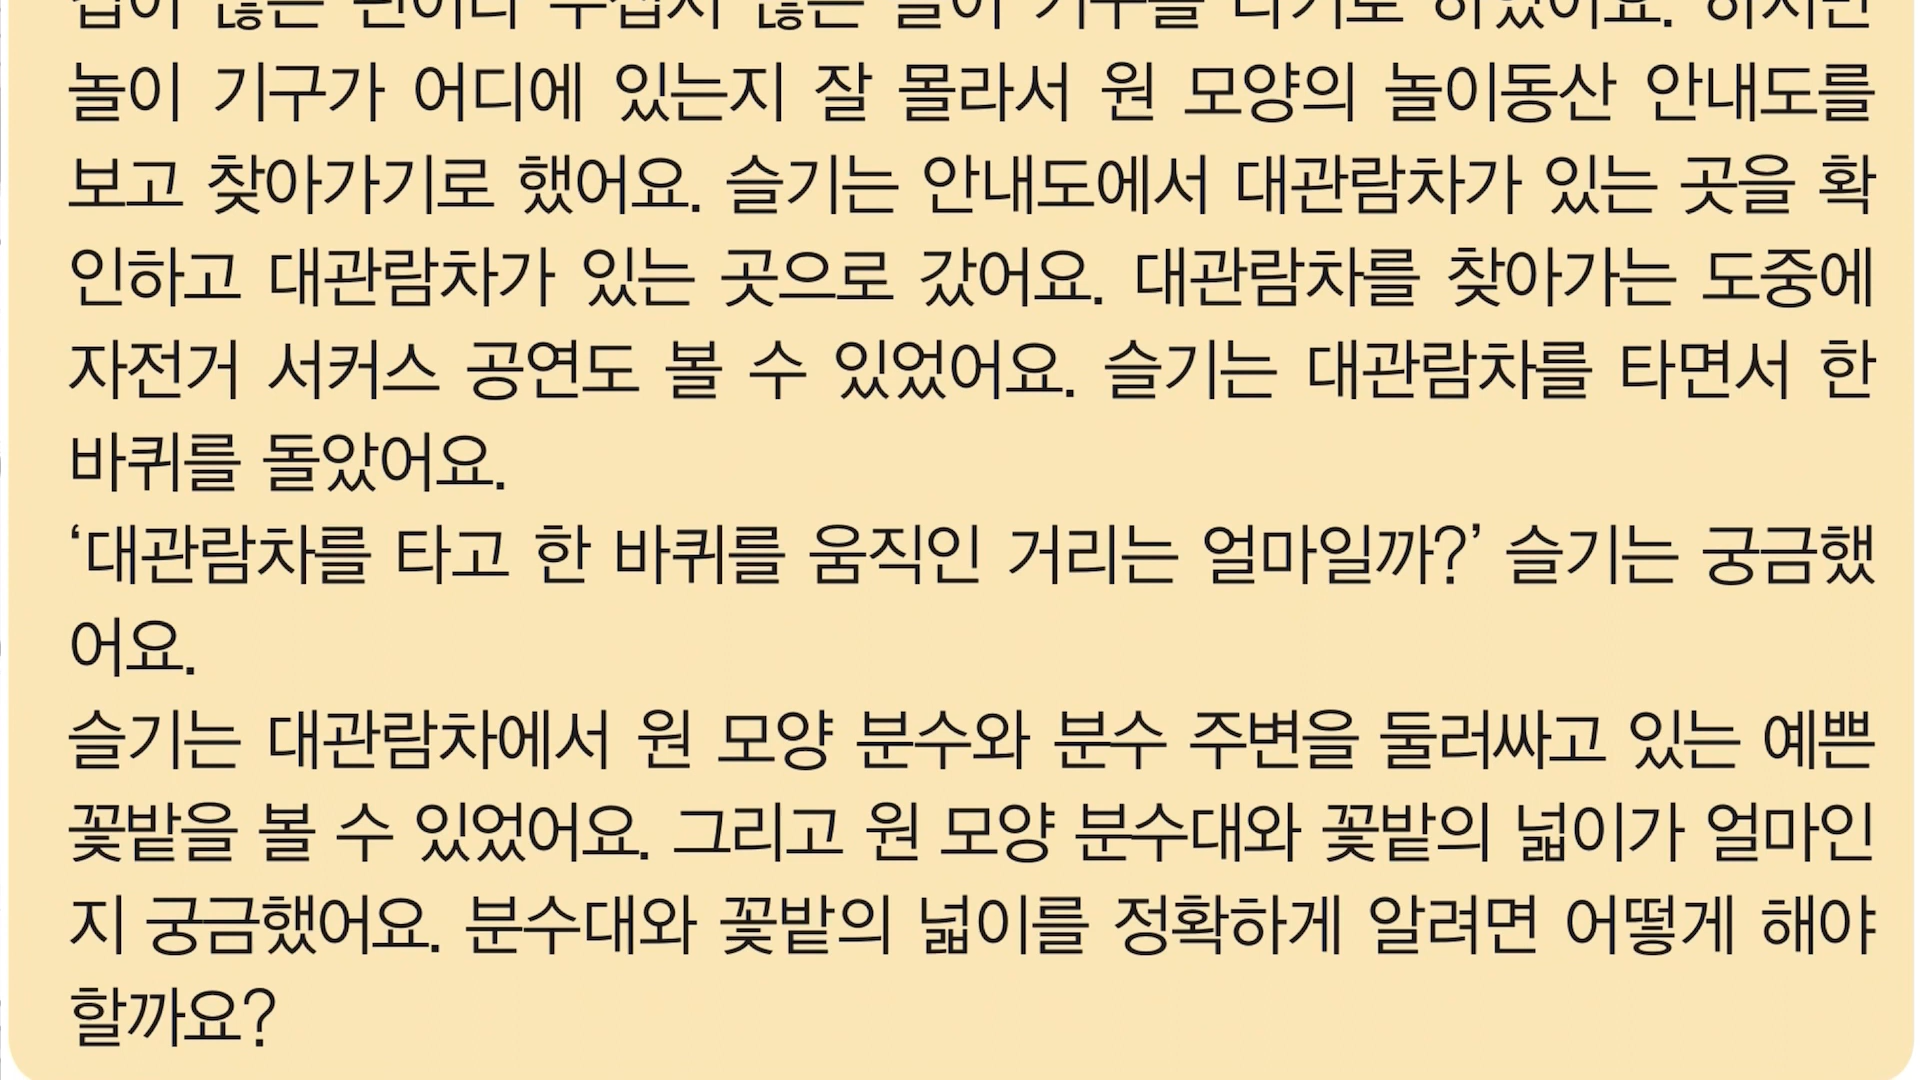 놀이 기구가 어디에 있는지 잘 몰라서 원 모양의 놀이동산 안내도를
보고 찾아가기로 했어요. 슬기는 안내도에서 대관람차가 있는 곳을 확
인하고 대관람차가 있는 곳으로 갔어요. 대관람차를 찾아가는 도중에
자전거 서커스 공연도 볼 수 있었어요. 슬기는 대관람차를 타면서 한
바퀴를 돌았어요.
‘대관람차를 타고 한 바퀴를 움직인 거리는 얼마일까?’ 슬기는 궁금했
어요.
슬기는 대관람차에서 원 모양 분수와 분수 주변을 둘러싸고 있는 예쁜
꽃밭을 볼 수 있었어요. 그리고 원 모양 분수대와 꽃밭의 넓이가 얼마인
지 궁금했어요. 분수대와 꽃밭의 넓이를 정확하게 알려면 어떻게 해야
할까요?